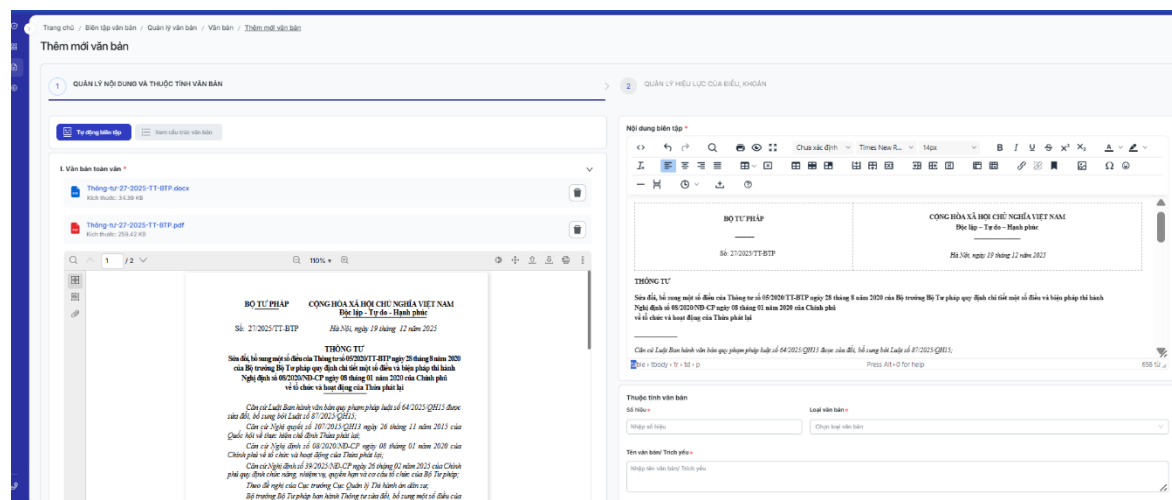 Trang chủ / Biên tập văn bản / Quản lý văn bản / Văn bản / Thêm mới văn bản
Thêm mới văn bản
1 QUẢN LÝ NỘI DUNG VÀ THUỘC TÍNH VĂN BẢN
2 QUẢN LÝ HIỆU LỰC CỦA ĐIỀU, KHOẢN
Tự động biên tập
Xem cấu trúc văn bản
I. Văn bản toàn văn *
Thông-tư-27-2025-TT-BTP.docx
Kích thước: 34.39 KB
Thông-tư-27-2025-TT-BTP.pdf
Kích thước: 259.42 KB
1 / 2
110%
BỘ TƯ PHÁP
CỘNG HÒA XÃ HỘI CHỦ NGHĨA VIỆT NAM
Độc lập - Tự do - Hạnh phúc
Số: 27/2025/TT-BTP
Hà Nội, ngày 19 tháng 12 năm 2025
THÔNG TƯ
Sửa đổi, bổ sung một số điều của Thông tư số 05/2020/TT-BTP ngày 28 tháng 8 năm 2020
của Bộ trưởng Bộ Tư pháp quy định chi tiết một số điều và biện pháp thi hành
Nghị định số 08/2020/NĐ-CP ngày 08 tháng 01 năm 2020 của Chính phủ
về tổ chức và hoạt động của Thừa phát lại
Căn cứ Luật Ban hành văn bản quy phạm pháp luật số 64/2025/QH15 được
sửa đổi, bổ sung bởi Luật số 87/2025/QH15;
Căn cứ Nghị quyết số 107/2015/QH13 ngày 26 tháng 11 năm 2015 của
Quốc hội về thực hiện chế định Thừa phát lại;
Căn cứ Nghị định số 08/2020/NĐ-CP ngày 08 tháng 01 năm 2020 của
Chính phủ về tổ chức và hoạt động của Thừa phát lại;
Căn cứ Nghị định số 39/2025/NĐ-CP ngày 26 tháng 02 năm 2025 của Chính
phủ quy định chức năng, nhiệm vụ, quyền hạn và cơ cấu tổ chức của Bộ Tư pháp;
Theo đề nghị của Cục trưởng Cục Quản lý Thi hành án dân sự;
Bộ trưởng Bộ Tư pháp ban hành Thông tư sửa đổi, bổ sung một số điều của
Nội dung biên tập *
Chưa xác định
Times New R...
14px
BỘ TƯ PHÁP
CỘNG HÒA XÃ HỘI CHỦ NGHĨA VIỆT NAM
Độc lập – Tự do – Hạnh phúc
Số: 27/2025/TT-BTP
Hà Nội, ngày 19 tháng 12 năm 2025
THÔNG TƯ
Sửa đổi, bổ sung một số điều của Thông tư số 05/2020/TT-BTP ngày 28 tháng 8 năm 2020 của Bộ trưởng Bộ Tư pháp quy định chi tiết một số điều và biện pháp thi hành
Nghị định số 08/2020/NĐ-CP ngày 08 tháng 01 năm 2020 của Chính phủ
về tổ chức và hoạt động của Thừa phát lại
Căn cứ Luật Ban hành văn bản quy phạm pháp luật số 64/2025/QH15 được sửa đổi, bổ sung bởi Luật số 87/2025/QH15;
table › tbody › tr › td › p
Press Alt+0 for help
658 từ
Thuộc tính văn bản
Số hiệu *
Loại văn bản *
Nhập số hiệu
Chọn loại văn bản
Tên văn bản/ Trích yếu *
Nhập tên văn bản/ Trích yếu